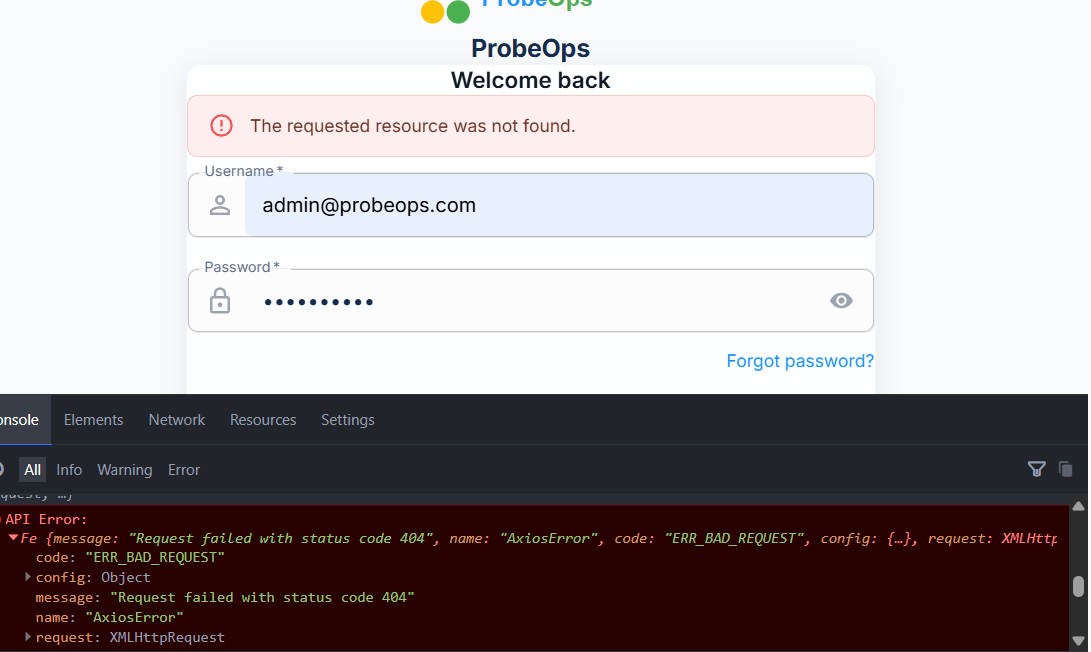 ProbeOps
ProbeOps
Welcome back
The requested resource was not found.
Username *
admin@probeops.com
Password *
••••••••••
Forgot password?
onsole Elements Network Resources Settings
All Info Warning Error
API Error:
Fe {message: "Request failed with status code 404", name: "AxiosError", code: "ERR_BAD_REQUEST", config: {…}, request: XMLHttp
code: "ERR_BAD_REQUEST"
config: Object
message: "Request failed with status code 404"
name: "AxiosError"
request: XMLHttpRequest